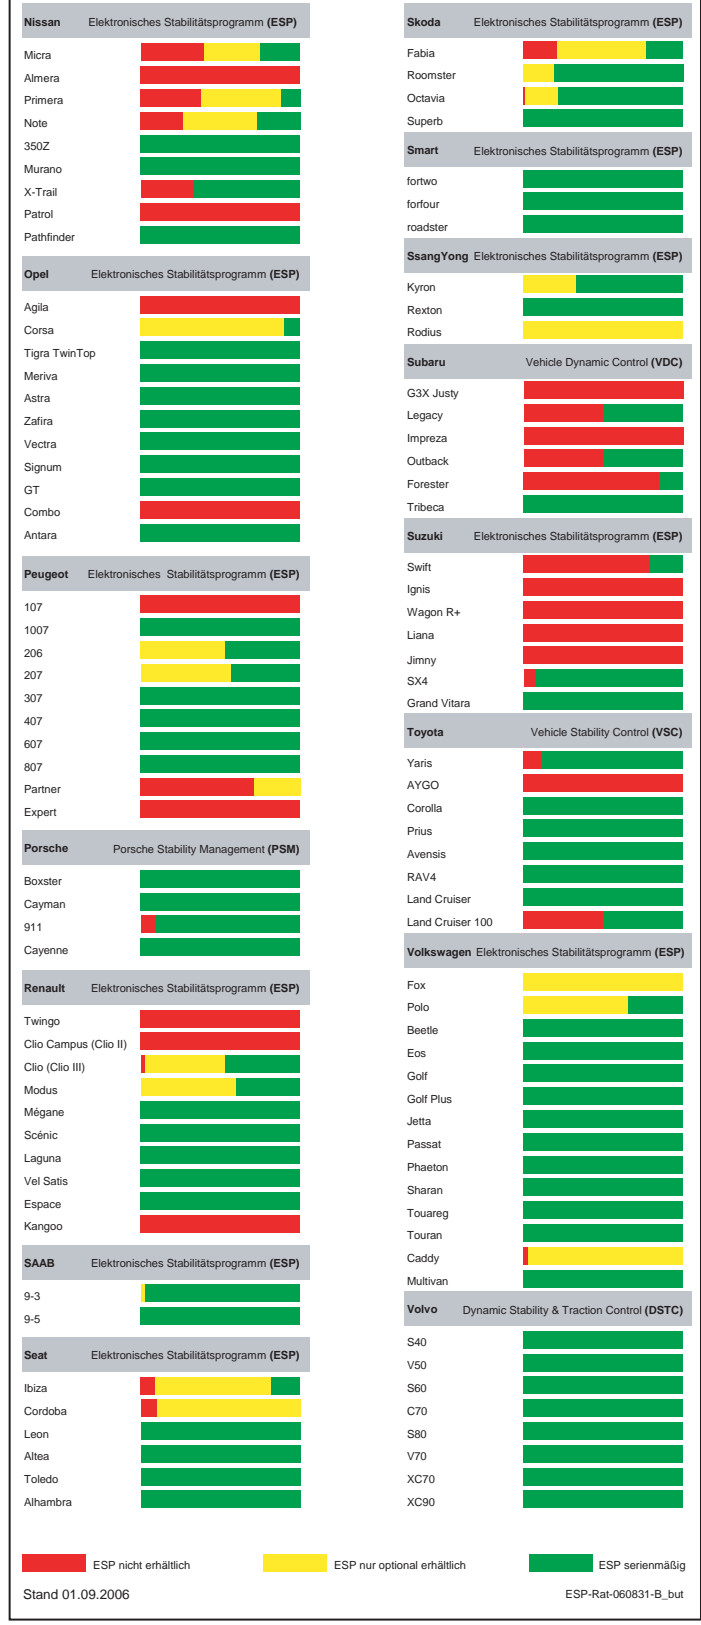 Nissan Elektronisches Stabilitätsprogramm (ESP)
Micra
Almera
Primera
Note
350Z
Murano
X-Trail
Patrol
Pathfinder
Opel Elektronisches Stabilitätsprogramm (ESP)
Agila
Corsa
Tigra TwinTop
Meriva
Astra
Zafira
Vectra
Signum
GT
Combo
Antara
Peugeot Elektronisches Stabilitätsprogramm (ESP)
107
1007
206
207
307
407
607
807
Partner
Expert
Porsche Porsche Stability Management (PSM)
Boxster
Cayman
911
Cayenne
Renault Elektronisches Stabilitätsprogramm (ESP)
Twingo
Clio Campus (Clio II)
Clio (Clio III)
Modus
Mégane
Scénic
Laguna
Vel Satis
Espace
Kangoo
SAAB Elektronisches Stabilitätsprogramm (ESP)
9-3
9-5
Seat Elektronisches Stabilitätsprogramm (ESP)
Ibiza
Cordoba
Leon
Altea
Toledo
Alhambra
Skoda Elektronisches Stabilitätsprogramm (ESP)
Fabia
Roomster
Octavia
Superb
Smart Elektronisches Stabilitätsprogramm (ESP)
fortwo
forfour
roadster
SsangYong Elektronisches Stabilitätsprogramm (ESP)
Kyron
Rexton
Rodius
Subaru Vehicle Dynamic Control (VDC)
G3X Justy
Legacy
Impreza
Outback
Forester
Tribeca
Suzuki Elektronisches Stabilitätsprogramm (ESP)
Swift
Ignis
Wagon R+
Liana
Jimny
SX4
Grand Vitara
Toyota Vehicle Stability Control (VSC)
Yaris
AYGO
Corolla
Prius
Avensis
RAV4
Land Cruiser
Land Cruiser 100
Volkswagen Elektronisches Stabilitätsprogramm (ESP)
Fox
Polo
Beetle
Eos
Golf
Golf Plus
Jetta
Passat
Phaeton
Sharan
Touareg
Touran
Caddy
Multivan
Volvo Dynamic Stability & Traction Control (DSTC)
S40
V50
S60
C70
S80
V70
XC70
XC90
ESP nicht erhältlich ESP nur optional erhältlich ESP serienmäßig
Stand 01.09.2006 ESP-Rat-060831-B_but